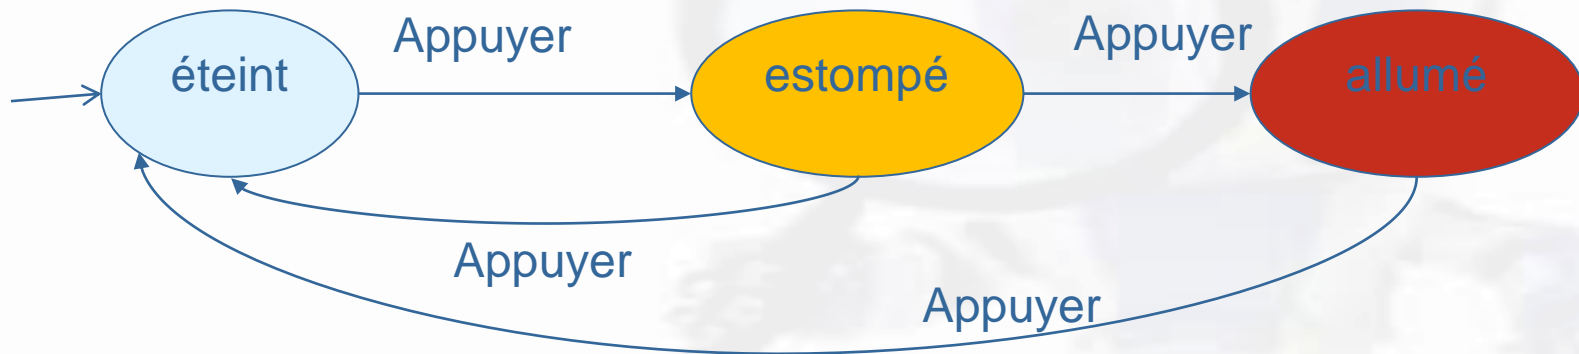 Appuyer
Appuyer
éteint
estompé
allumé
Appuyer
Appuyer